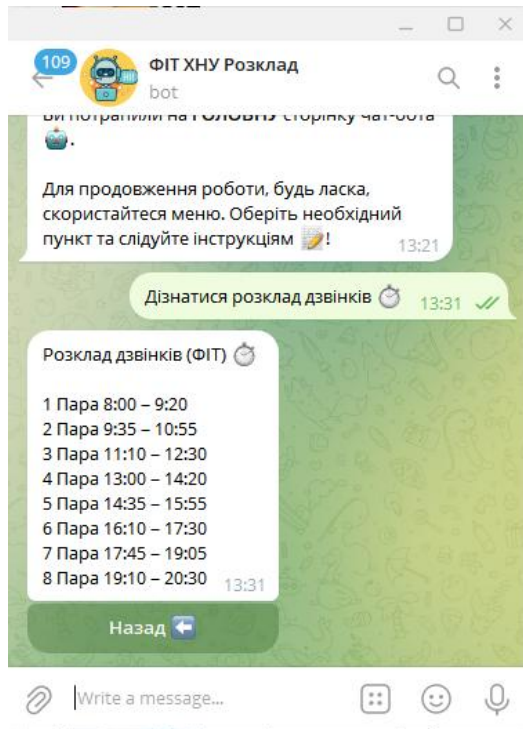 109
ФІТ ХНУ Розклад
bot
Ви потрапили на ГОЛОВНУ сторінку чат-бота
🤖.
Для продовження роботи, будь ласка,
скористайтеся меню. Оберіть необхідний
пункт та слідуйте інструкціям 📝!
13:21
Дізнатися розклад дзвінків ⏱ 13:31
Розклад дзвінків (ФІТ) ⏱
1 Пара 8:00 – 9:20
2 Пара 9:35 – 10:55
3 Пара 11:10 – 12:30
4 Пара 13:00 – 14:20
5 Пара 14:35 – 15:55
6 Пара 16:10 – 17:30
7 Пара 17:45 – 19:05
8 Пара 19:10 – 20:30
13:31
Назад ⬅
Write a message...